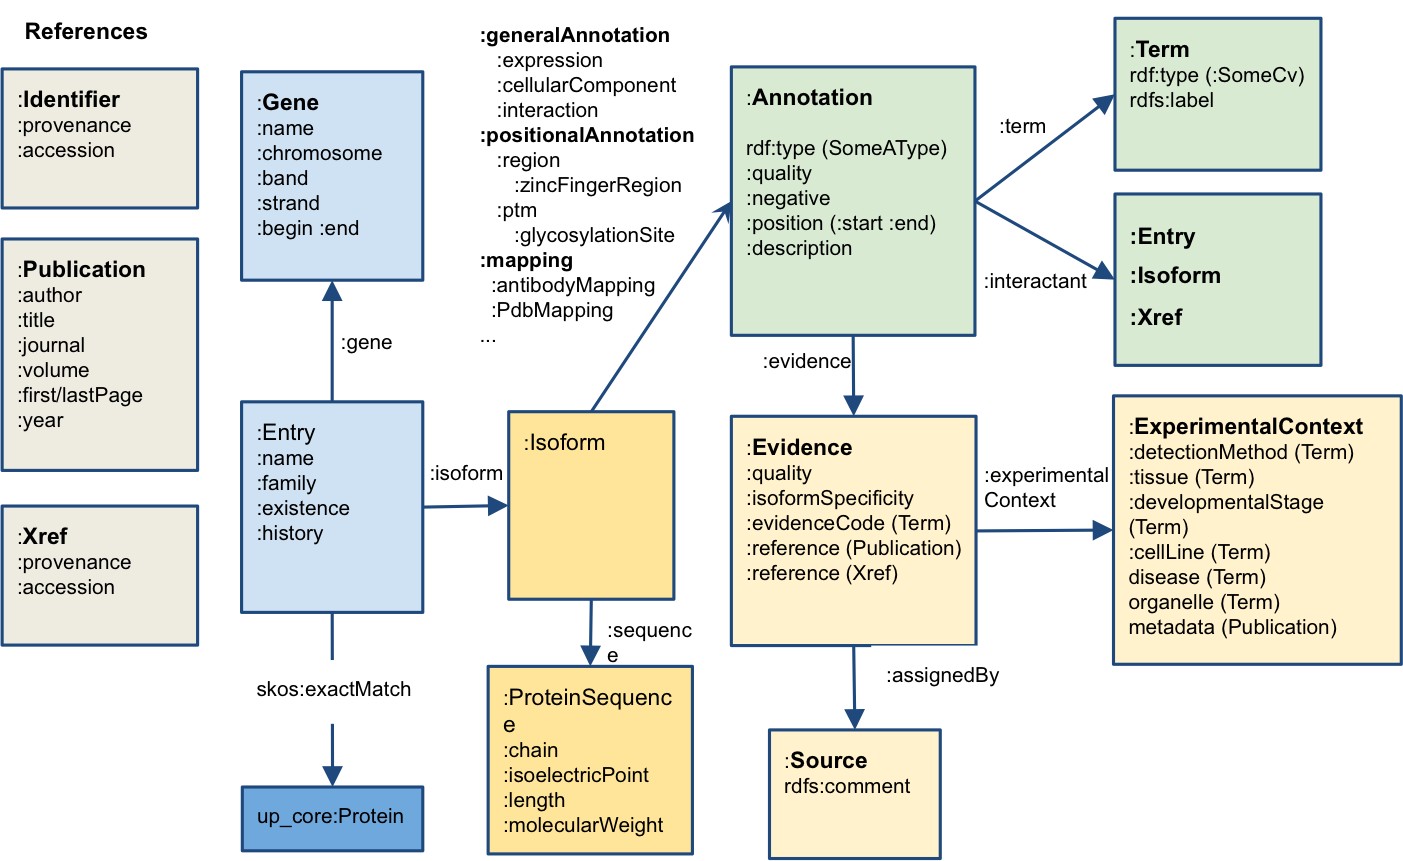 References
:Identifier
:provenance
:accession
:Publication
:author
:title
:journal
:volume
:first/lastPage
:year
:Xref
:provenance
:accession
:Gene
:name
:chromosome
:band
:strand
:begin :end
:gene
:Entry
:name
:family
:existence
:history
skos:exactMatch
up_core:Protein
:isoform
:generalAnnotation
:expression
:cellularComponent
:interaction
:positionalAnnotation
:region
:zincFingerRegion
:ptm
:glycosylationSite
:mapping
:antibodyMapping
:PdbMapping
...
:Isoform
:sequenc
e
:ProteinSequenc
e
:chain
:isoelectricPoint
:length
:molecularWeight
:Annotation
rdf:type (SomeAType)
:quality
:negative
:position (:start :end)
:description
:evidence
:Evidence
:quality
:isoformSpecificity
:evidenceCode (Term)
:reference (Publication)
:reference (Xref)
:assignedBy
:Source
rdfs:comment
:term
:interactant
:Term
rdf:type (:SomeCv)
rdfs:label
:Entry
:Isoform
:Xref
:experimental
Context
:ExperimentalContext
:detectionMethod (Term)
:tissue (Term)
:developmentalStage
(Term)
:cellLine (Term)
disease (Term)
organelle (Term)
metadata (Publication)